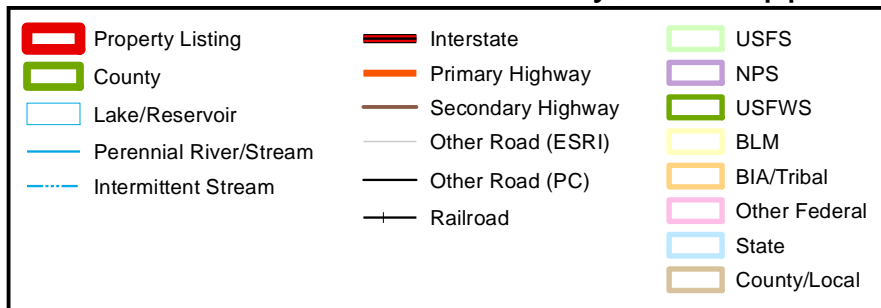 Property Listing
County
Lake/Reservoir
Perennial River/Stream
Intermittent Stream
Interstate
Primary Highway
Secondary Highway
Other Road (ESRI)
Other Road (PC)
Railroad
USFS
NPS
USFWS
BLM
BIA/Tribal
Other Federal
State
County/Local